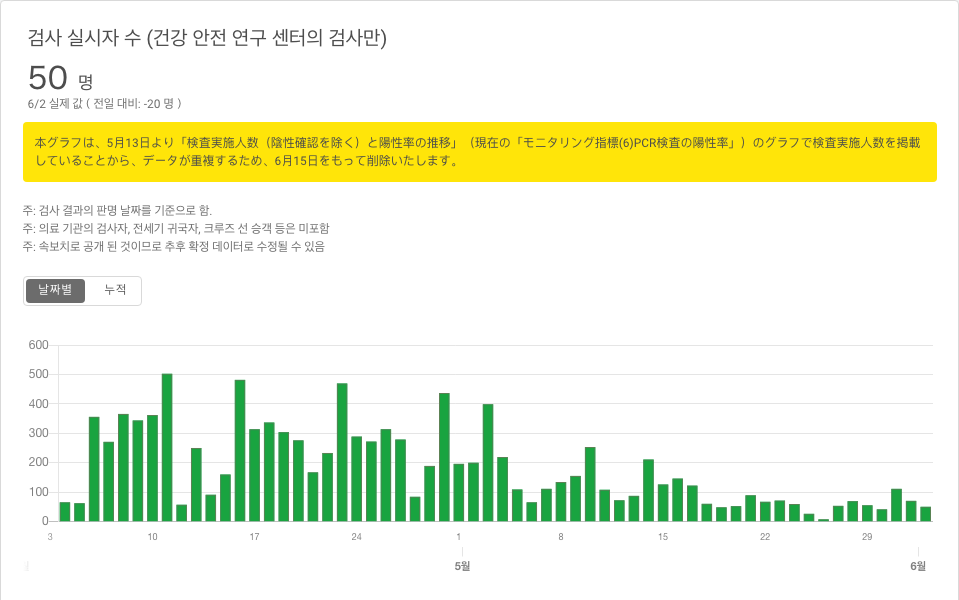 검사 실시자 수 (건강 안전 연구 센터의 검사만)
50 명
6/2 실제 값 ( 전일 대비: -20 명 )
本グラフは、5月13日より「検査実施人数（陰性確認を除く）と陽性率の推移」（現在の「モニタリング指標(6)PCR検査の陽性率」）のグラフで検査実施人数を掲載
していることから、データが重複するため、6月15日をもって削除いたします。
주: 검사 결과의 판명 날짜를 기준으로 함.
주: 의료 기관의 검사자, 전세기 귀국자, 크루즈 선 승객 등은 미포함
주: 속보치로 공개 된 것이므로 추후 확정 데이터로 수정될 수 있음
날짜별 누적
600
500
400
300
200
100
0
3 10 17 24 1 8 15 22 29
5월 6월